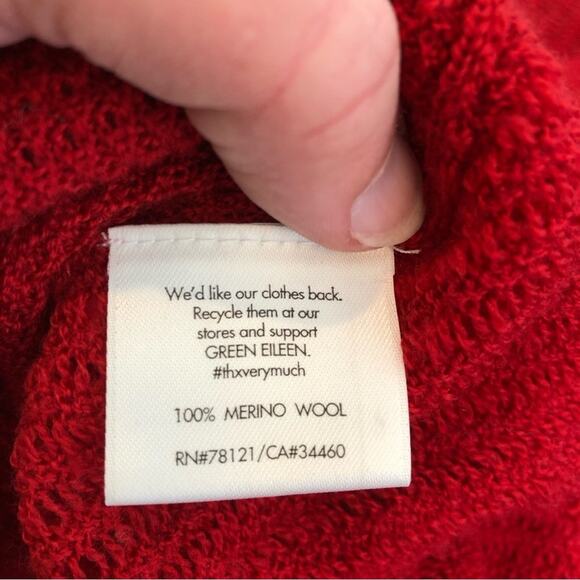 We'd like our clothes back.
Recycle them at our
stores and support
GREEN EILEEN.
#thxverymuch
100% MERINO WOOL
RN#78121/CA#34460